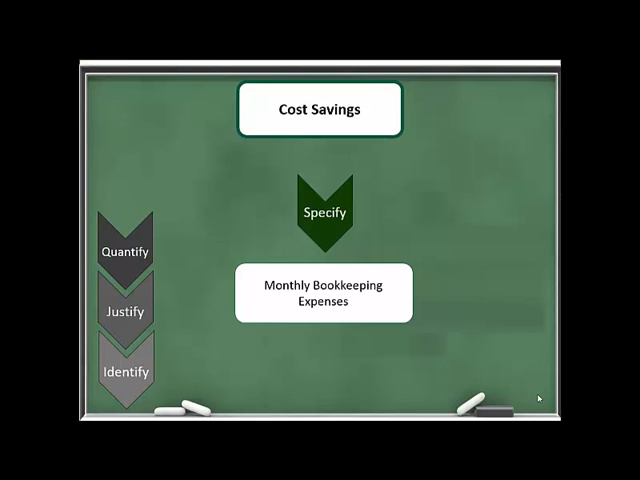 Cost Savings
Specify
Quantify
Monthly Bookkeeping
Expenses
Justify
Identify